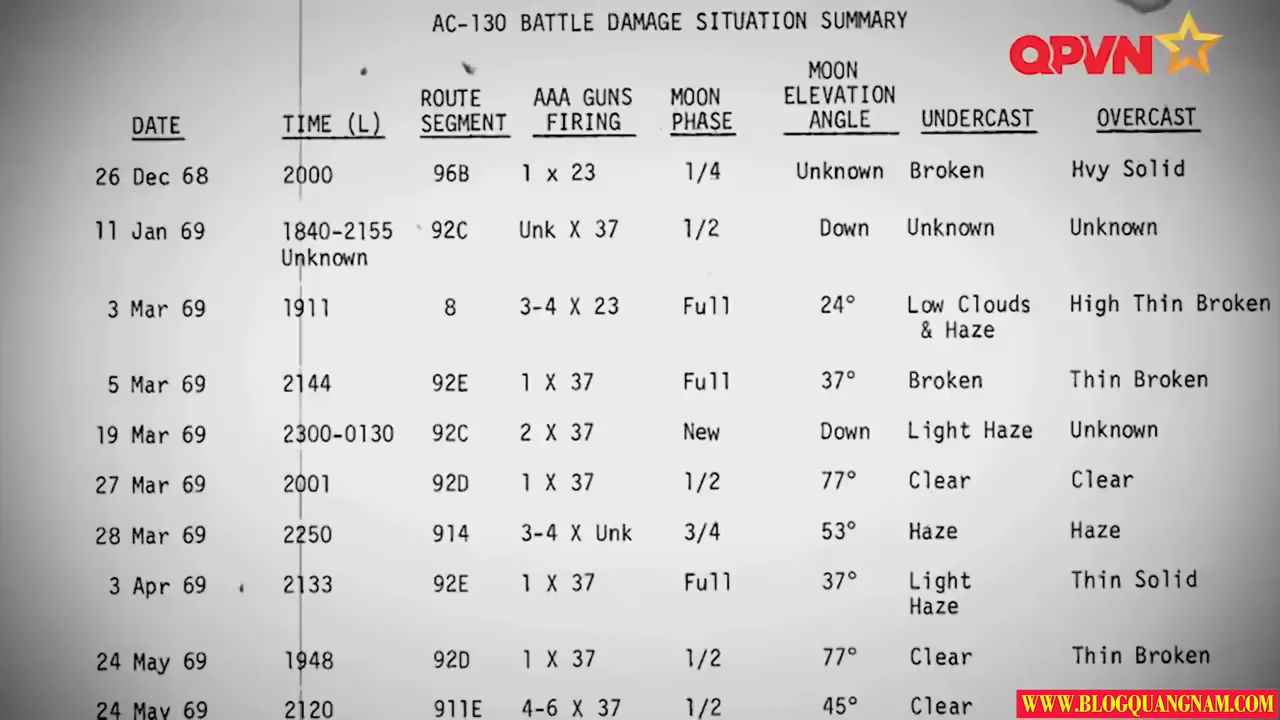 AC-130 BATTLE DAMAGE SITUATION SUMMARY
QPVN
DATE TIME (L) ROUTE SEGMENT AAA GUNS FIRING MOON PHASE MOON ELEVATION ANGLE UNDERCAST OVERCAST
26 Dec 68 2000 96B 1 x 23 1/4 Unknown Broken Hvy Solid
11 Jan 69 1840-2155 Unknown 92C Unk X 37 1/2 Down Unknown Unknown
3 Mar 69 1911 8 3-4 X 23 Full 24° Low Clouds & Haze High Thin Broken
5 Mar 69 2144 92E 1 X 37 Full 37° Broken Thin Broken
19 Mar 69 2300-0130 92C 2 X 37 New Down Light Haze Unknown
27 Mar 69 2001 92D 1 X 37 1/2 77° Clear Clear
28 Mar 69 2250 914 3-4 X Unk 3/4 53° Haze Haze
3 Apr 69 2133 92E 1 X 37 Full 37° Light Haze Thin Solid
24 May 69 1948 92D 1 X 37 1/2 77° Clear Thin Broken
24 May 69 2120 911E 4-6 X 37 1/2 45° Clear
WWW.BLOGQUANGNAM.COM